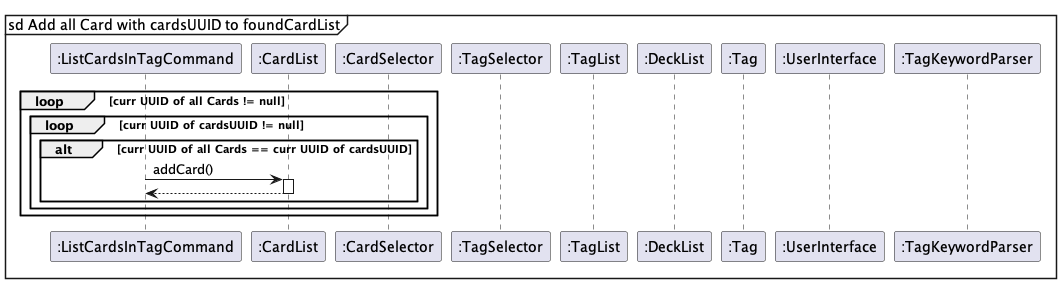 sd Add all Card with cardsUUID to foundCardList
:ListCardsInTagCommand :CardList :CardSelector :TagSelector :TagList :DeckList :Tag :UserInterface :TagKeywordParser
loop [curr UUID of all Cards != null]
loop [curr UUID of cardsUUID != null]
alt [curr UUID of all Cards == curr UUID of cardsUUID]
addCard()
:ListCardsInTagCommand :CardList :CardSelector :TagSelector :TagList :DeckList :Tag :UserInterface :TagKeywordParser